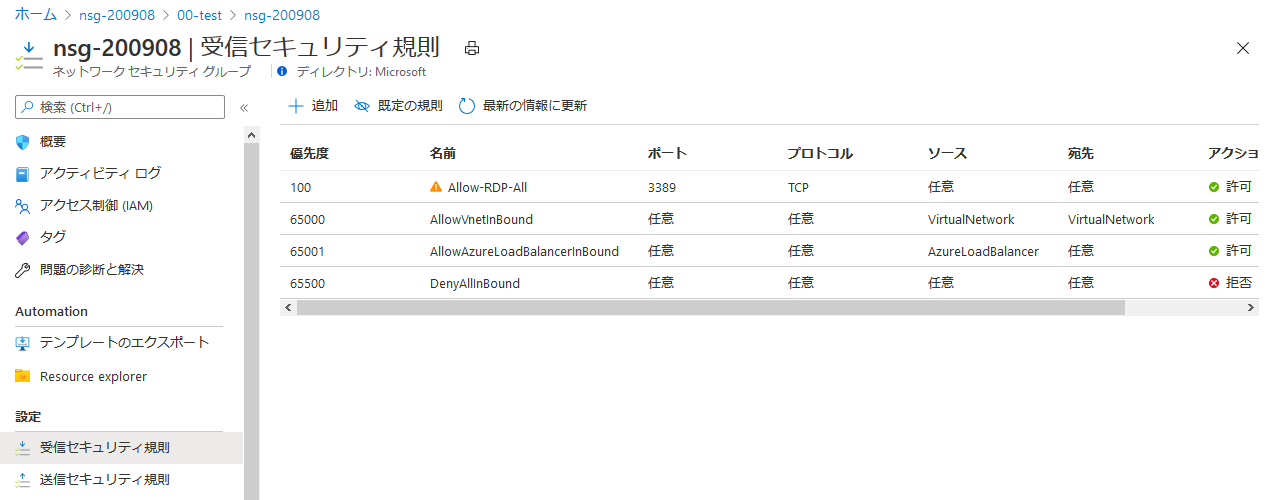 ホーム > nsg-200908 > 00-test > nsg-200908
nsg-200908 | 受信セキュリティ規則
ネットワーク セキュリティ グループ
ディレクトリ: Microsoft
検索 (Ctrl+/)
«
概要
アクティビティ ログ
アクセス制御 (IAM)
タグ
問題の診断と解決
Automation
テンプレートのエクスポート
Resource explorer
設定
受信セキュリティ規則
送信セキュリティ規則
追加 既定の規則 最新の情報に更新
優先度 名前 ポート プロトコル ソース 宛先 アクショ
100 Allow-RDP-All 3389 TCP 任意 任意 許可
65000 AllowVnetInBound 任意 任意 VirtualNetwork VirtualNetwork 許可
65001 AllowAzureLoadBalancerInBound 任意 任意 AzureLoadBalancer 任意 許可
65500 DenyAllInBound 任意 任意 任意 任意 拒否